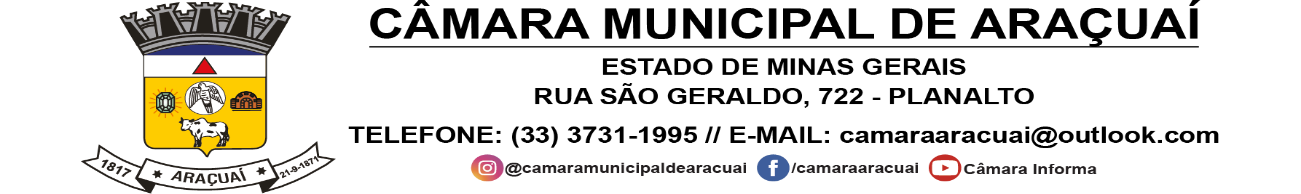 CÂMARA MUNICIPAL DE ARAÇUAÍ
ESTADO DE MINAS GERAIS
RUA SÃO GERALDO, 722 - PLANALTO
TELEFONE: (33) 3731-1995 // E-MAIL: camaraaracuai@outlook.com
@camaramunicipaldearacuai /camaraaracuai Câmara Informa
1817 ARAÇUAÍ 21-9-1871